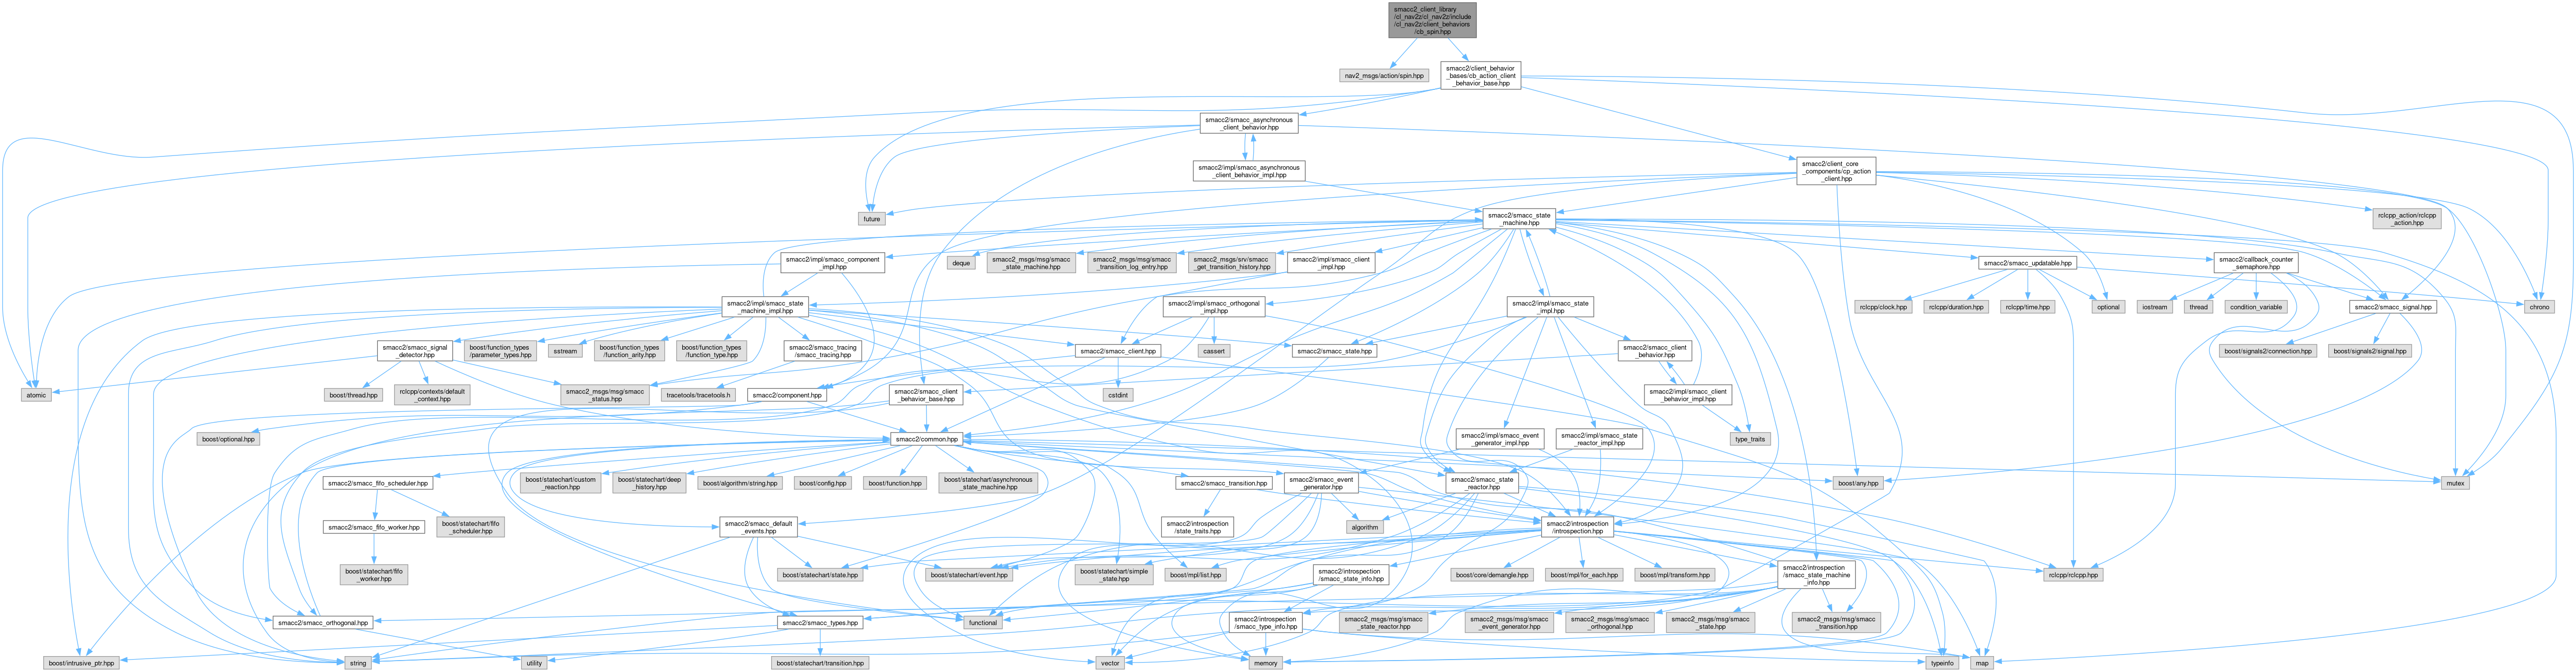 smacc2_client_library
/cl_nav2z/cl_nav2z/include
/cl_nav2z/client_behaviors
/cb_spin.hpp
nav2_msgs/action/spin.hpp
smacc2/client_behavior
_bases/cb_action_client
_behavior_base.hpp
smacc2/smacc_asynchronous
_client_behavior.hpp
smacc2/impl/smacc_asynchronous
_client_behavior_impl.hpp
smacc2/client_core
_components/cp_action
_client.hpp
future
smacc2/smacc_state
_machine.hpp
rclcpp_action/rclcpp
_action.hpp
smacc2/impl/smacc_component
_impl.hpp
deque
smacc2_msgs/msg/smacc
_state_machine.hpp
smacc2_msgs/msg/smacc
_transition_log_entry.hpp
smacc2_msgs/srv/smacc
_get_transition_history.hpp
smacc2/impl/smacc_client
_impl.hpp
smacc2/smacc_updatable.hpp
smacc2/callback_counter
_semaphore.hpp
smacc2/impl/smacc_state
_machine_impl.hpp
smacc2/impl/smacc_orthogonal
_impl.hpp
smacc2/impl/smacc_state
_impl.hpp
rclcpp/clock.hpp
rclcpp/duration.hpp
rclcpp/time.hpp
optional
iostream
thread
condition_variable
smacc2/smacc_signal.hpp
chrono
smacc2/smacc_signal
_detector.hpp
boost/function_types
/parameter_types.hpp
sstream
boost/function_types
/function_arity.hpp
boost/function_types
/function_type.hpp
smacc2/smacc_tracing
/smacc_tracing.hpp
smacc2/smacc_client.hpp
cassert
smacc2/smacc_state.hpp
smacc2/smacc_client
_behavior.hpp
boost/signals2/connection.hpp
boost/signals2/signal.hpp
atomic
boost/thread.hpp
rclcpp/contexts/default
_context.hpp
smacc2_msgs/msg/smacc
_status.hpp
tracetools/tracetools.h
smacc2/component.hpp
smacc2/smacc_client
_behavior_base.hpp
cstdint
smacc2/impl/smacc_client
_behavior_impl.hpp
boost/optional.hpp
smacc2/common.hpp
smacc2/impl/smacc_event
_generator_impl.hpp
smacc2/impl/smacc_state
_reactor_impl.hpp
type_traits
smacc2/smacc_fifo_scheduler.hpp
boost/statechart/custom
_reaction.hpp
boost/statechart/deep
_history.hpp
boost/algorithm/string.hpp
boost/config.hpp
boost/function.hpp
boost/statechart/asynchronous
_state_machine.hpp
smacc2/smacc_transition.hpp
smacc2/smacc_event
_generator.hpp
smacc2/smacc_state
_reactor.hpp
boost/any.hpp
mutex
smacc2/smacc_fifo_worker.hpp
boost/statechart/fifo
_scheduler.hpp
smacc2/smacc_default
_events.hpp
smacc2/introspection
/state_traits.hpp
algorithm
smacc2/introspection
/introspection.hpp
boost/statechart/fifo
_worker.hpp
boost/statechart/state.hpp
boost/statechart/event.hpp
boost/statechart/simple
_state.hpp
boost/mpl/list.hpp
smacc2/introspection
/smacc_state_info.hpp
boost/core/demangle.hpp
boost/mpl/for_each.hpp
boost/mpl/transform.hpp
smacc2/introspection
/smacc_state_machine
_info.hpp
rclcpp/rclcpp.hpp
smacc2/smacc_orthogonal.hpp
smacc2/smacc_types.hpp
functional
smacc2/introspection
/smacc_type_info.hpp
smacc2_msgs/msg/smacc
_state_reactor.hpp
smacc2_msgs/msg/smacc
_event_generator.hpp
smacc2_msgs/msg/smacc
_orthogonal.hpp
smacc2_msgs/msg/smacc
_state.hpp
smacc2_msgs/msg/smacc
_transition.hpp
boost/intrusive_ptr.hpp
string
utility
boost/statechart/transition.hpp
vector
memory
typeinfo
map